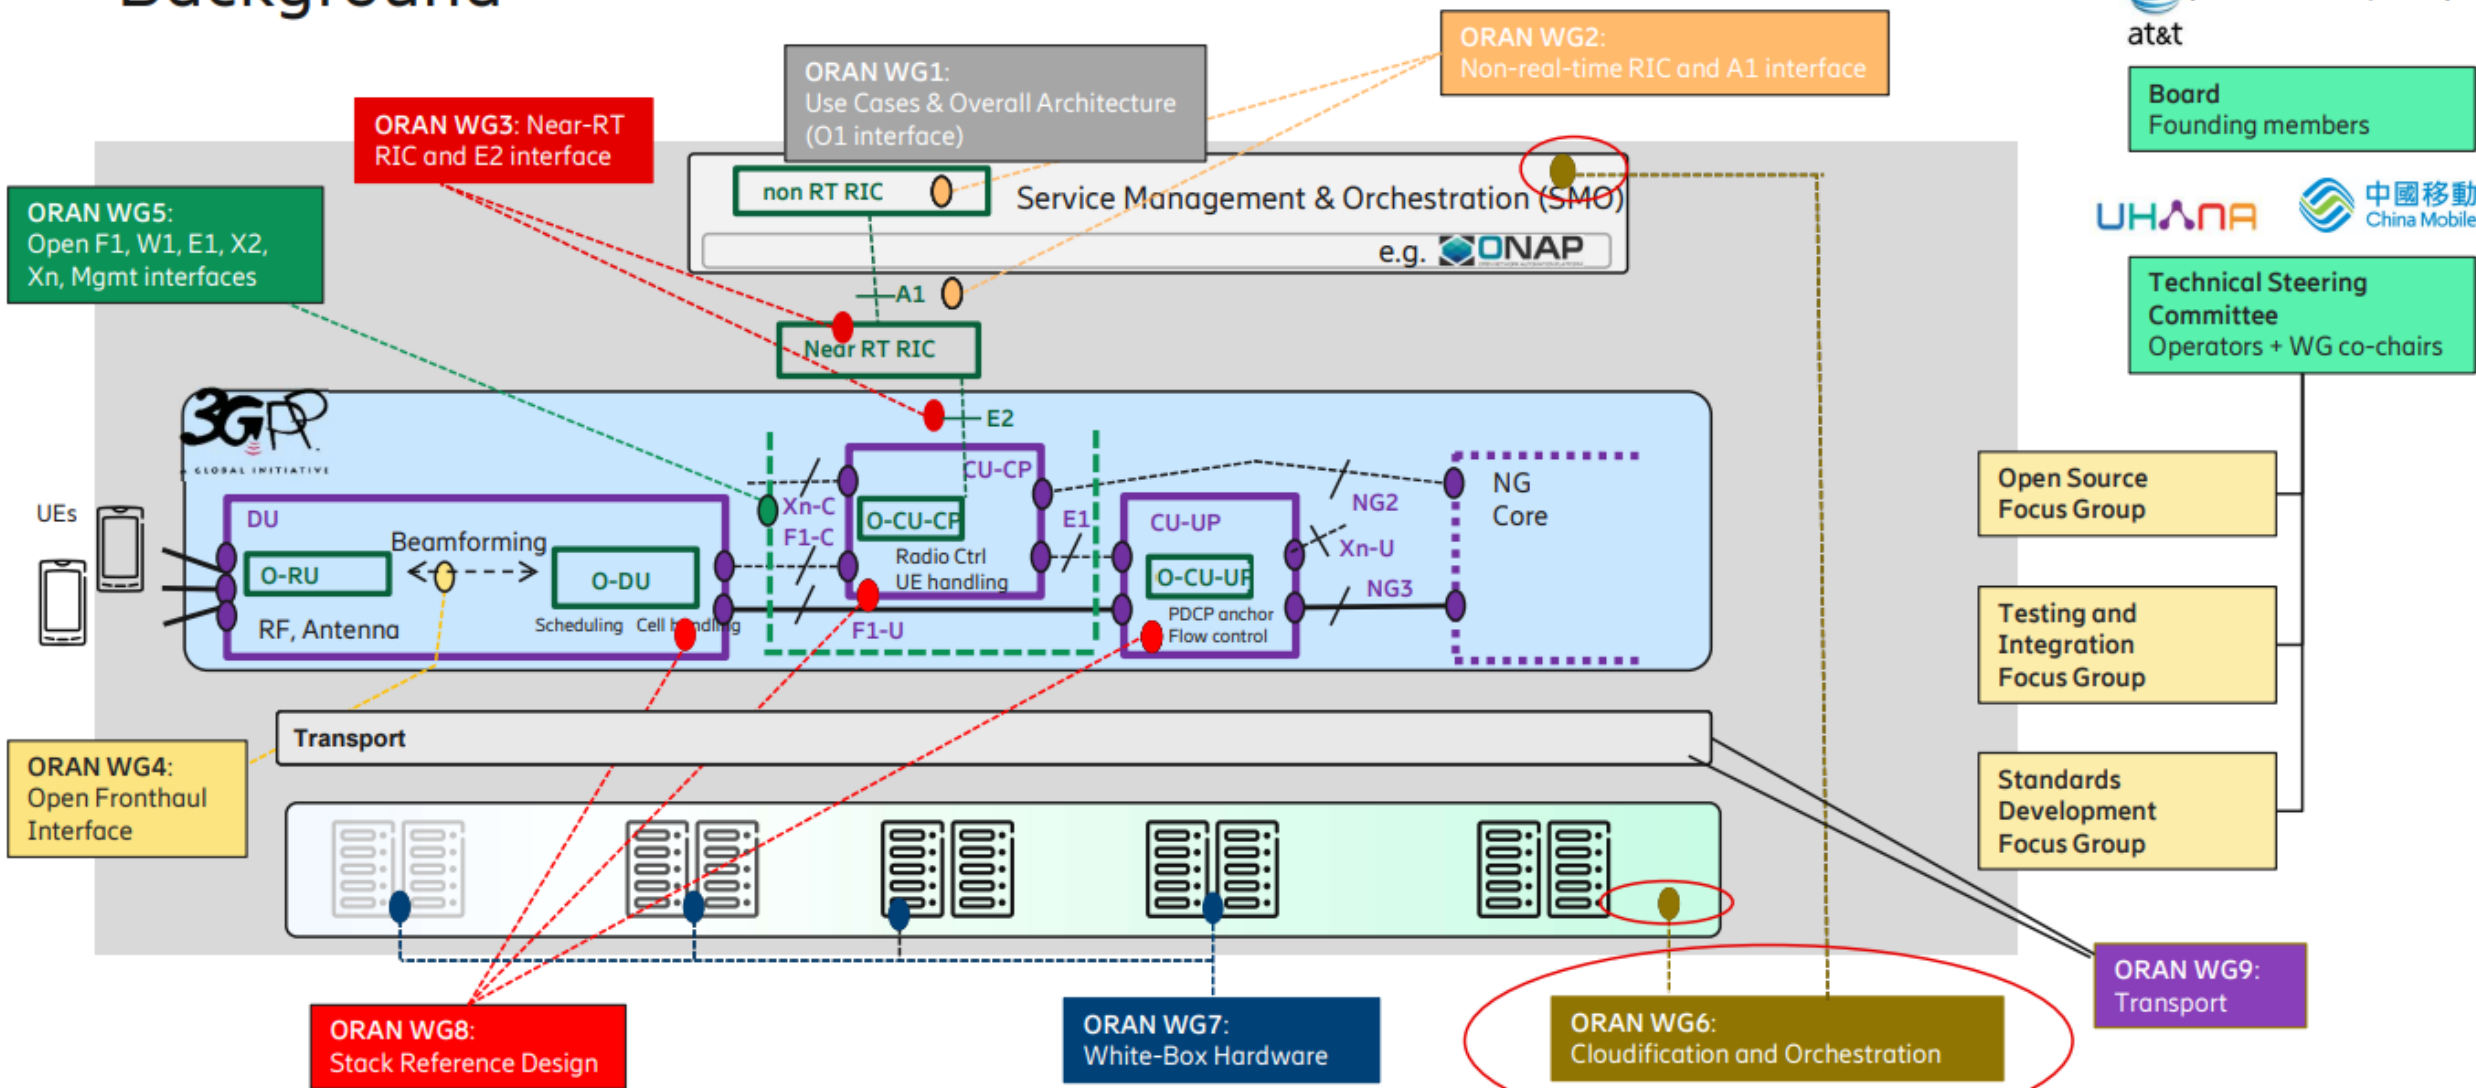 Background
ORAN WG1:
Use Cases & Overall Architecture
(O1 interface)
ORAN WG2:
Non-real-time RIC and A1 interface
ORAN WG3: Near-RT
RIC and E2 interface
ORAN WG5:
Open F1, W1, E1, X2,
Xn, Mgmt interfaces
non RT RIC
Service Management & Orchestration (SMO)
e.g. ONAP
A1
Near RT RIC
3GPP
A GLOBAL INITIATIVE
E2
UEs
DU
O-RU
RF, Antenna
Beamforming
O-DU
Scheduling Cell handling
Xn-C
F1-C
CU-CP
O-CU-CP
Radio Ctrl
UE handling
F1-U
E1
CU-UP
O-CU-UP
PDCP anchor
Flow control
NG2
Xn-U
NG3
NG
Core
Transport
ORAN WG4:
Open Fronthaul
Interface
ORAN WG8:
Stack Reference Design
ORAN WG7:
White-Box Hardware
ORAN WG6:
Cloudification and Orchestration
ORAN WG9:
Transport
at&t
Board
Founding members
UHANA
中國移動
China Mobile
Technical Steering
Committee
Operators + WG co-chairs
Open Source
Focus Group
Testing and
Integration
Focus Group
Standards
Development
Focus Group